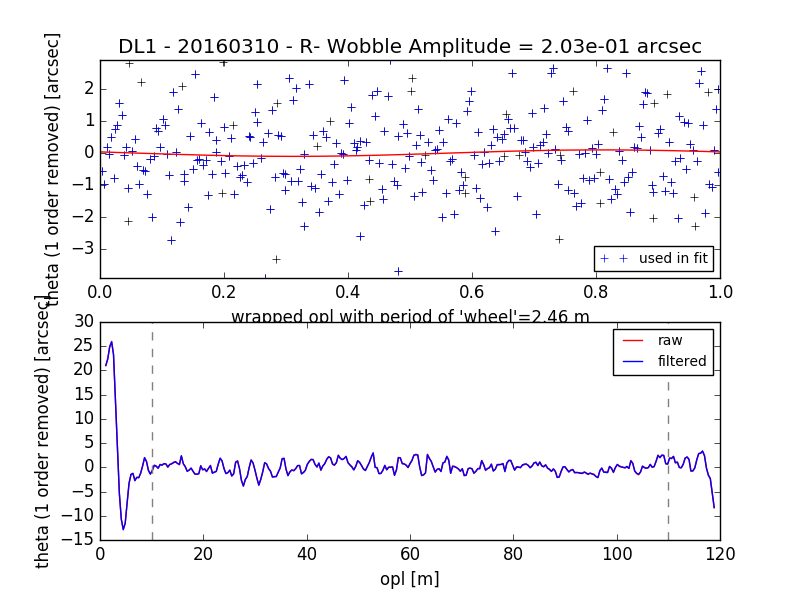 DL1 - 20160310 - R- Wobble Amplitude = 2.03e-01 arcsec
theta (1 order removed) [arcsec]
2
1
0
−1
−2
−3
used in fit
0.0 0.2 0.4 0.6 0.8 1.0
wrapped opl with period of 'wheel'=2.46 m
theta (1 order removed) [arcsec]
30
25
20
15
10
5
0
−5
−10
−15
raw
filtered
0 20 40 60 80 100 120
opl [m]